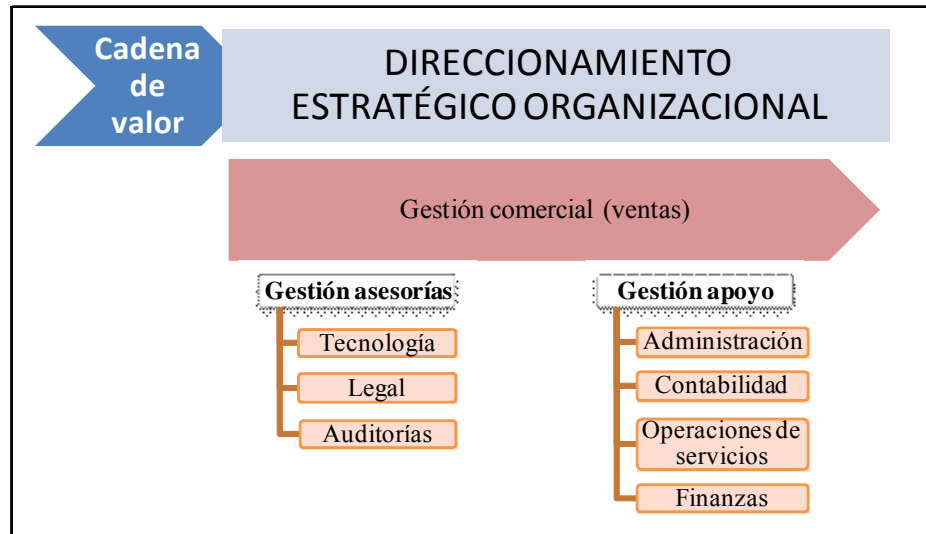 Cadena
de
valor
DIRECCIONAMIENTO
ESTRATÉGICO ORGANIZACIONAL
Gestión comercial (ventas)
Gestión asesorías
Tecnología
Legal
Auditorías
Gestión apoyo
Administración
Contabilidad
Operaciones de
servicios
Finanzas